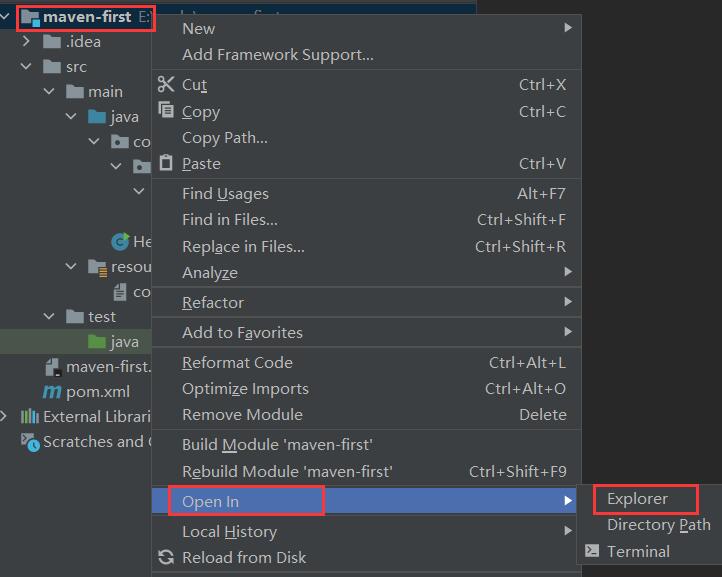 maven-first E:
.idea
src
main
java
co
He
resou
co
test
java
maven-first.
pom.xml
External Librari
Scratches and
New
Add Framework Support...
Cut Ctrl+X
Copy Ctrl+C
Copy Path...
Paste Ctrl+V
Find Usages Alt+F7
Find in Files... Ctrl+Shift+F
Replace in Files... Ctrl+Shift+R
Analyze
Refactor
Add to Favorites
Reformat Code Ctrl+Alt+L
Optimize Imports Ctrl+Alt+O
Remove Module Delete
Build Module 'maven-first'
Rebuild Module 'maven-first' Ctrl+Shift+F9
Open In
Local History
Reload from Disk
Explorer
Directory Path
Terminal